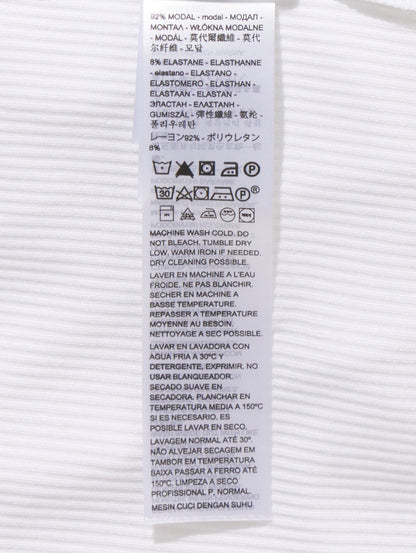 92% MODAL - modal - МОДАЛ -
МОНТАЛ - WŁÓKNA MODALNE
- MODÁL - 莫代爾纖維 - 莫代
尔纤维 - 모달
8% ELASTANE - ELASTHANNE
- elastano - ELASTANO -
ELASTOMERO - ELASTHAN -
ELASTAAN - ELASTAN -
ЭЛАСТАН - ΕΛΑΣΤΑΝΗ -
GUMISZÁL - 彈性纖維 - 氨纶 -
폴리우레탄
レーヨン92% - ポリウレタン
8%
P
30 P ®
MACHINE WASH COLD. DO
NOT BLEACH. TUMBLE DRY
LOW. WARM IRON IF NEEDED.
DRY CLEANING POSSIBLE.
LAVER EN MACHINE A L'EAU
FROIDE, NE PAS BLANCHIR.
SECHER EN MACHINE A
BASSE TEMPERATURE.
REPASSER A TEMPERATURE
MOYENNE AU BESOIN.
NETTOYAGE A SEC POSSIBLE.
LAVAR EN LAVADORA CON
AGUA FRIA A 30ºC Y
DETERGENTE, EXPRIMIR. NO
USAR BLANQUEADOR.
SECADO SUAVE EN
SECADORA. PLANCHAR EN
TEMPERATURA MEDIA A 150ºC
SI ES NECESARIO. ES
POSIBLE LAVAR EN SECO.
LAVAGEM NORMAL ATÉ 30º.
NÃO ALVEJAR SECAGEM EM
TAMBOR EM TEMPERATURA
BAIXA PASSAR A FERRO ATÉ
150ºC. LIMPEZA A SECO
PROFISSIONAL P, NORMAL.
MESIN CUCI DENGAN SUHU